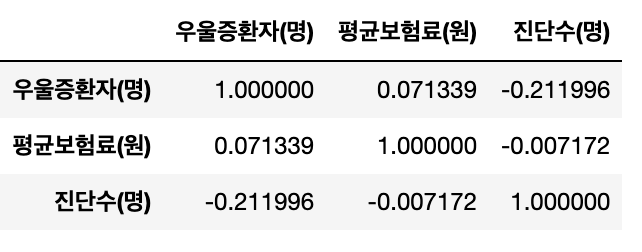 우울증환자(명) 평균보험료(원) 진단수(명)
우울증환자(명) 1.000000 0.071339 -0.211996
평균보험료(원) 0.071339 1.000000 -0.007172
진단수(명) -0.211996 -0.007172 1.000000